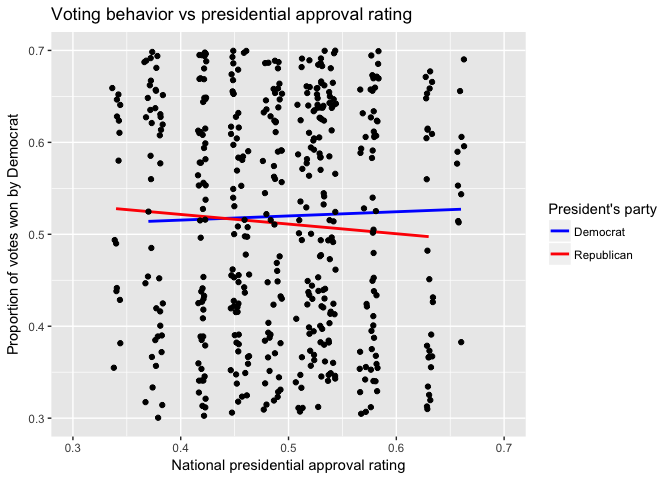 Voting behavior vs presidential approval rating
Proportion of votes won by Democrat
0.7
0.6
0.5
0.4
0.3
0.3 0.4 0.5 0.6 0.7
National presidential approval rating
President's party
Democrat
Republican